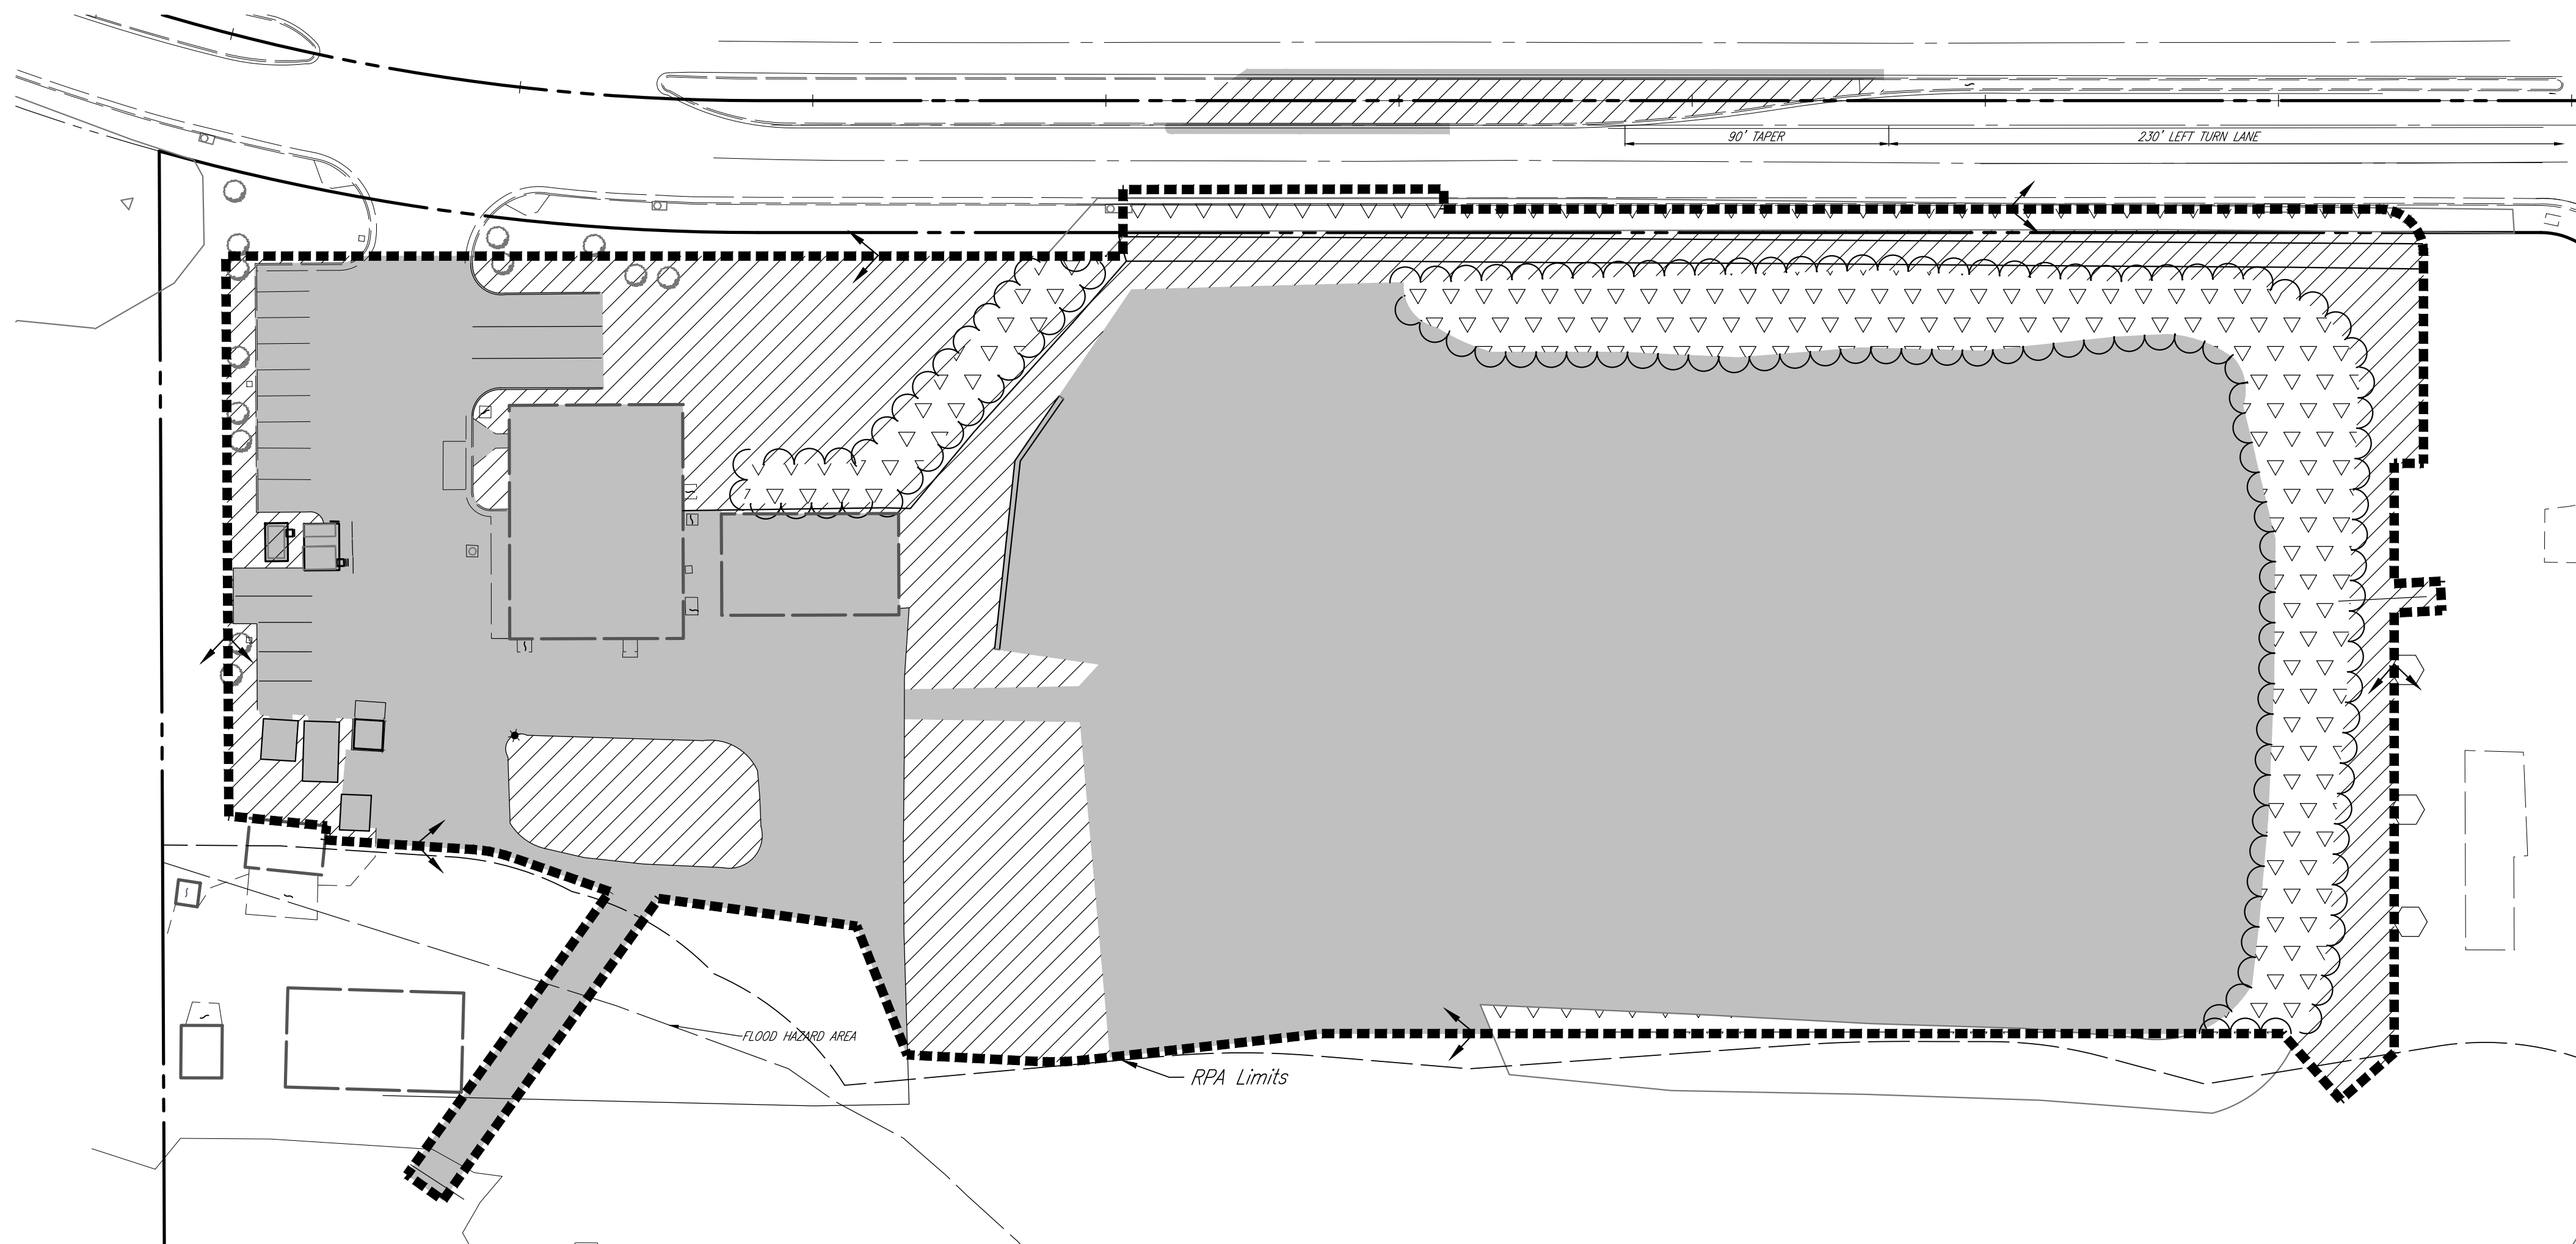 90' TAPER
230' LEFT TURN LANE
FLOOD HAZARD AREA
RPA Limits